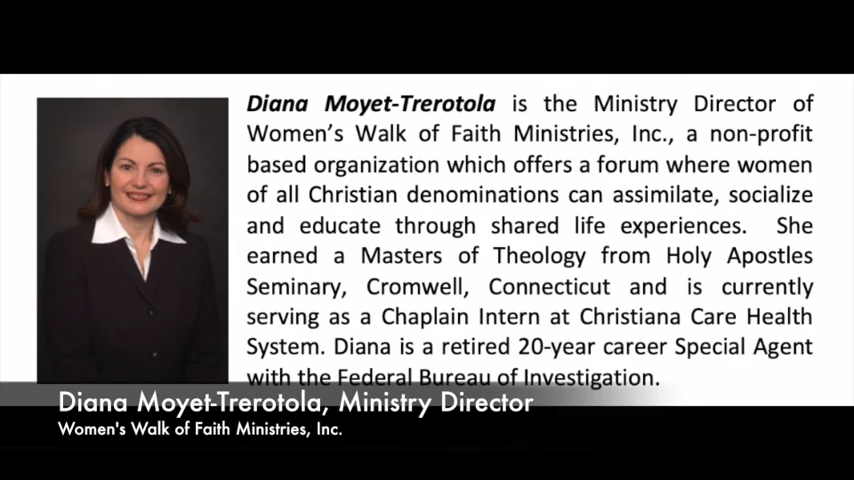 Diana Moyet-Trerotola is the Ministry Director of
Women's Walk of Faith Ministries, Inc., a non-profit
based organization which offers a forum where women
of all Christian denominations can assimilate, socialize
and educate through shared life experiences. She
earned a Masters of Theology from Holy Apostles
Seminary, Cromwell, Connecticut and is currently
serving as a Chaplain Intern at Christiana Care Health
System. Diana is a retired 20-year career Special Agent
with the Federal Bureau of Investigation.
Diana Moyet-Trerotola, Ministry Director
Women's Walk of Faith Ministries, Inc.